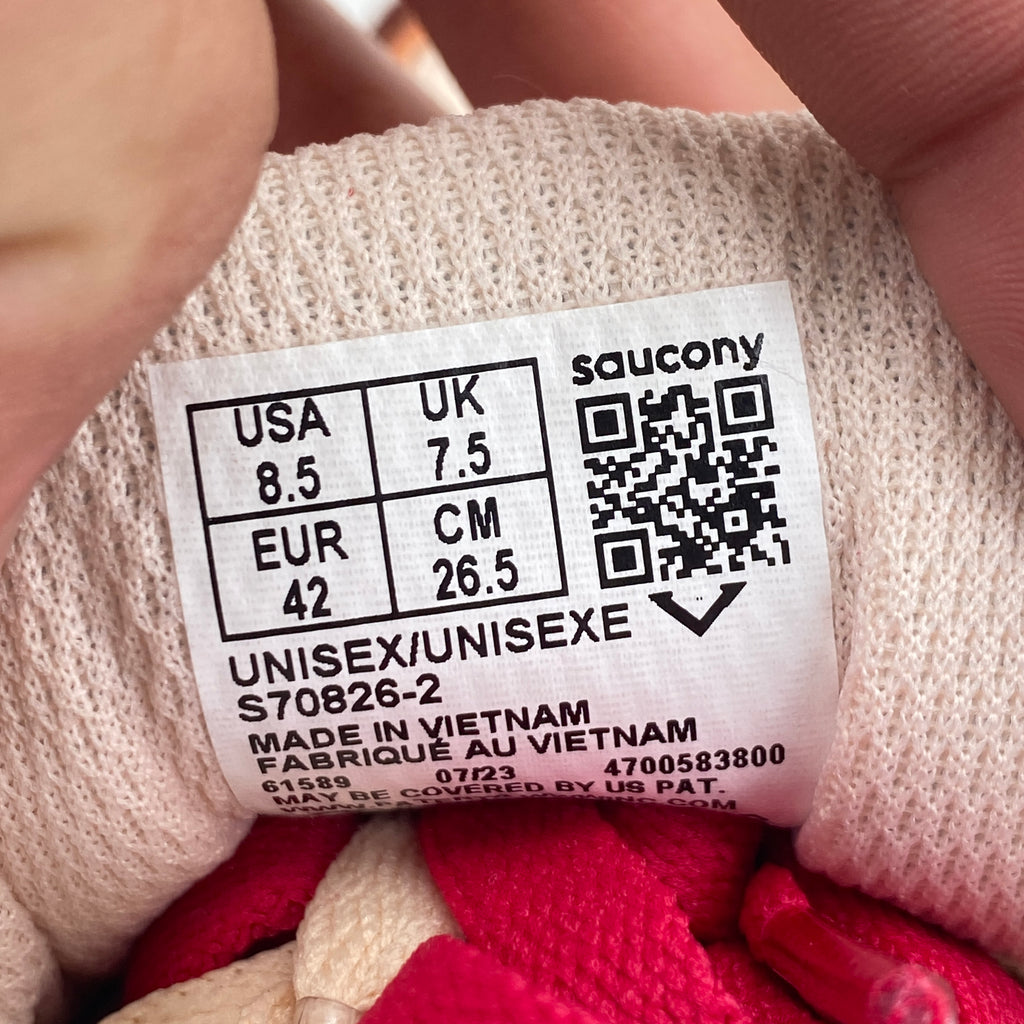 saucony
USA UK
8.5 7.5
EUR CM
42 26.5
UNISEX/UNISEXE
S70826-2
MADE IN VIETNAM
FABRIQUÉ AU VIETNAM
61589 07/23 4700583800
MAY BE COVERED BY US PAT.